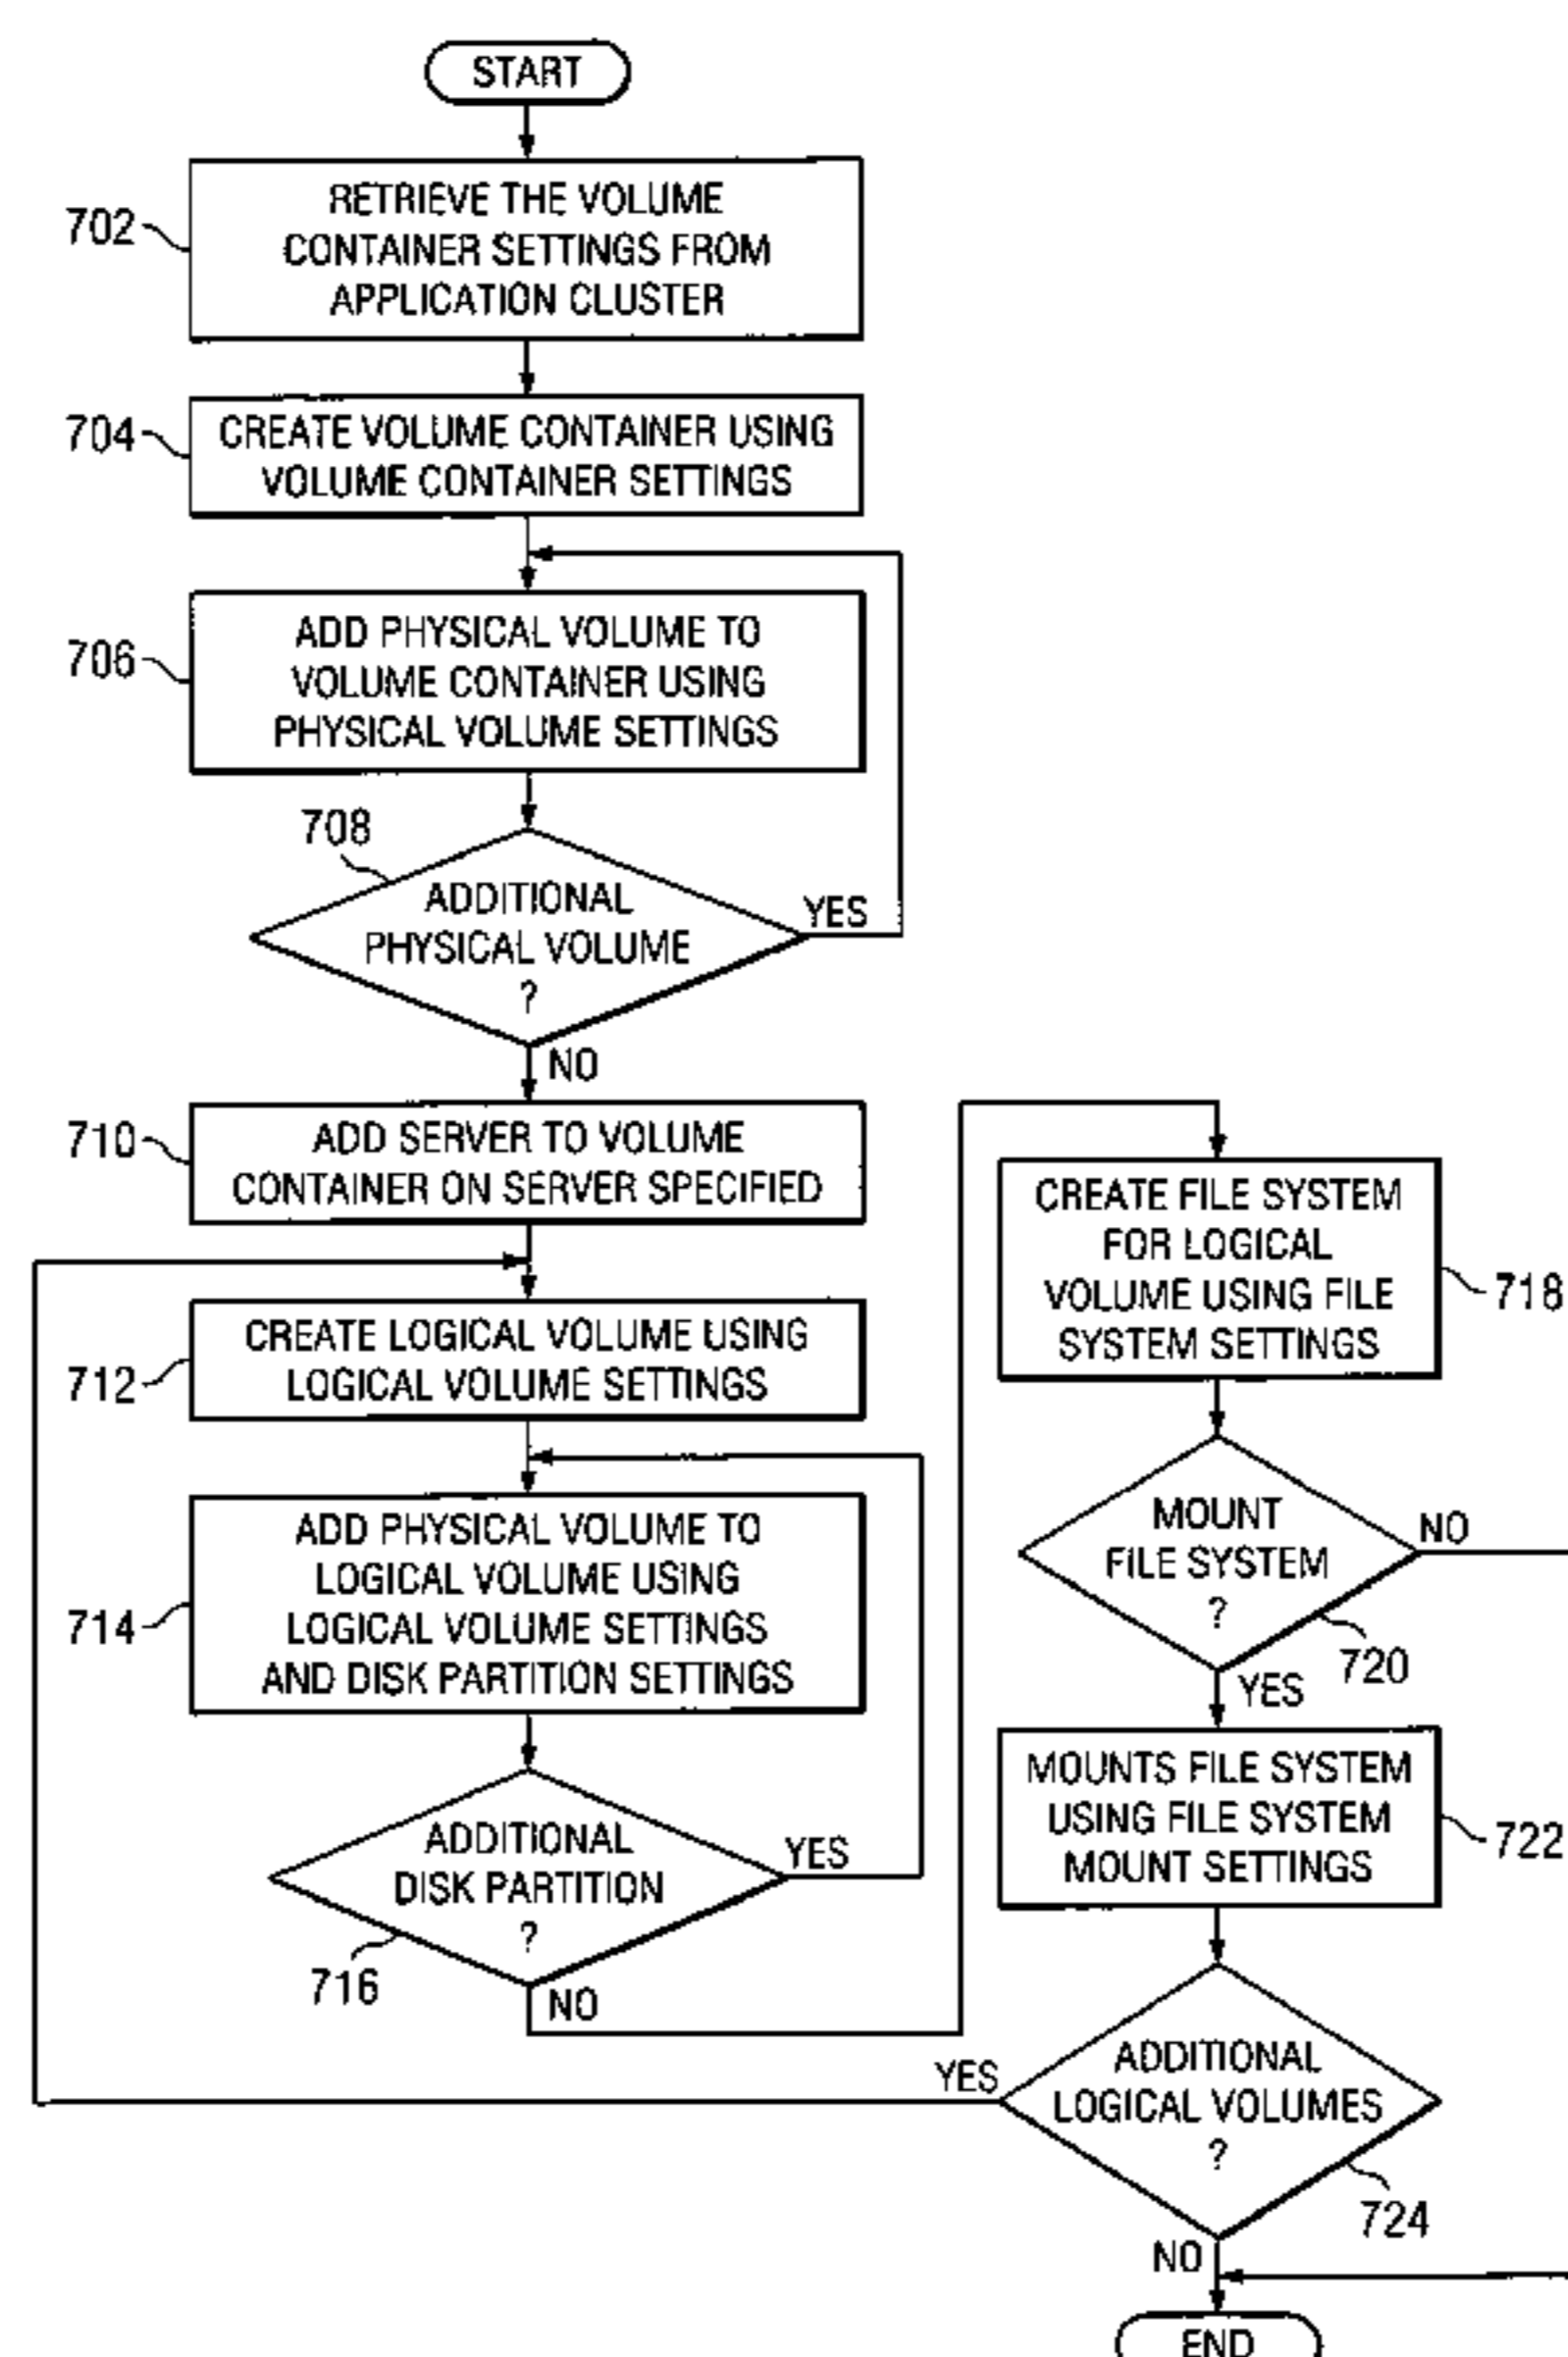 START
702
RETRIEVE THE VOLUME
CONTAINER SETTINGS FROM
APPLICATION CLUSTER
704
CREATE VOLUME CONTAINER USING
VOLUME CONTAINER SETTINGS
706
ADD PHYSICAL VOLUME TO
VOLUME CONTAINER USING
PHYSICAL VOLUME SETTINGS
708
ADDITIONAL
PHYSICAL VOLUME
?
YES
NO
710
ADD SERVER TO VOLUME
CONTAINER ON SERVER SPECIFIED
712
CREATE LOGICAL VOLUME USING
LOGICAL VOLUME SETTINGS
714
ADD PHYSICAL VOLUME TO
LOGICAL VOLUME USING
LOGICAL VOLUME SETTINGS
AND DISK PARTITION SETTINGS
ADDITIONAL
DISK PARTITION
?
YES
716
NO
CREATE FILE SYSTEM
FOR LOGICAL
VOLUME USING FILE
SYSTEM SETTINGS
718
MOUNT
FILE SYSTEM
?
NO
720
YES
MOUNTS FILE SYSTEM
USING FILE SYSTEM
MOUNT SETTINGS
722
YES
ADDITIONAL
LOGICAL VOLUMES
?
724
NO
END